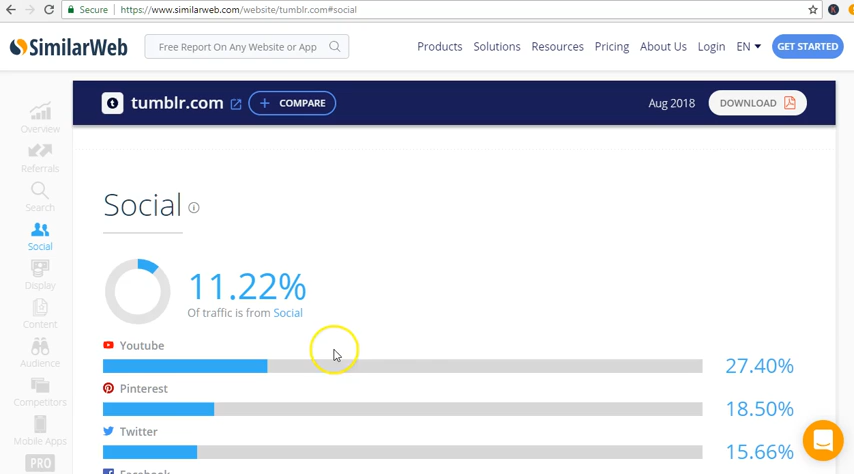 Secure https://www.similarweb.com/website/tumblr.com#social
SimilarWeb Free Report On Any Website or App Products Solutions Resources Pricing About Us Login EN GET STARTED
tumblr.com + COMPARE Aug 2018 DOWNLOAD
Overview
Referrals
Search
Social
Display
Content
Audience
Competitors
Mobile Apps
PRO
Social
11.22%
Of traffic is from Social
Youtube
27.40%
Pinterest
18.50%
Twitter
15.66%
Facebook